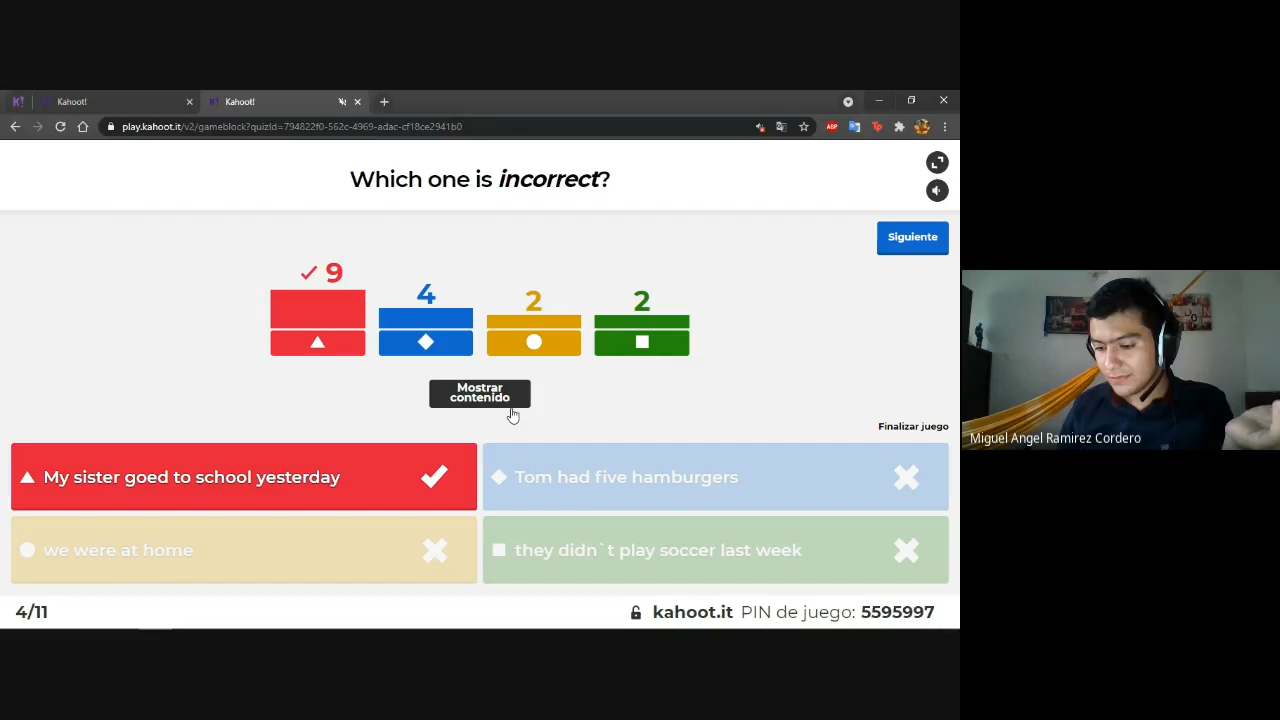 Kahoot!
Kahoot!
play.kahoot.it/v2/gameblock?quizId=794822f0-562c-4969-adac-cf18ce2941b0
ABP
Which one is incorrect?
Siguiente
9
4
2
2
Mostrar
contenido
Finalizar juego
My sister goed to school yesterday
Tom had five hamburgers
we were at home
they didn`t play soccer last week
4/11
kahoot.it PIN de juego: 5595997
Miguel Angel Ramirez Cordero